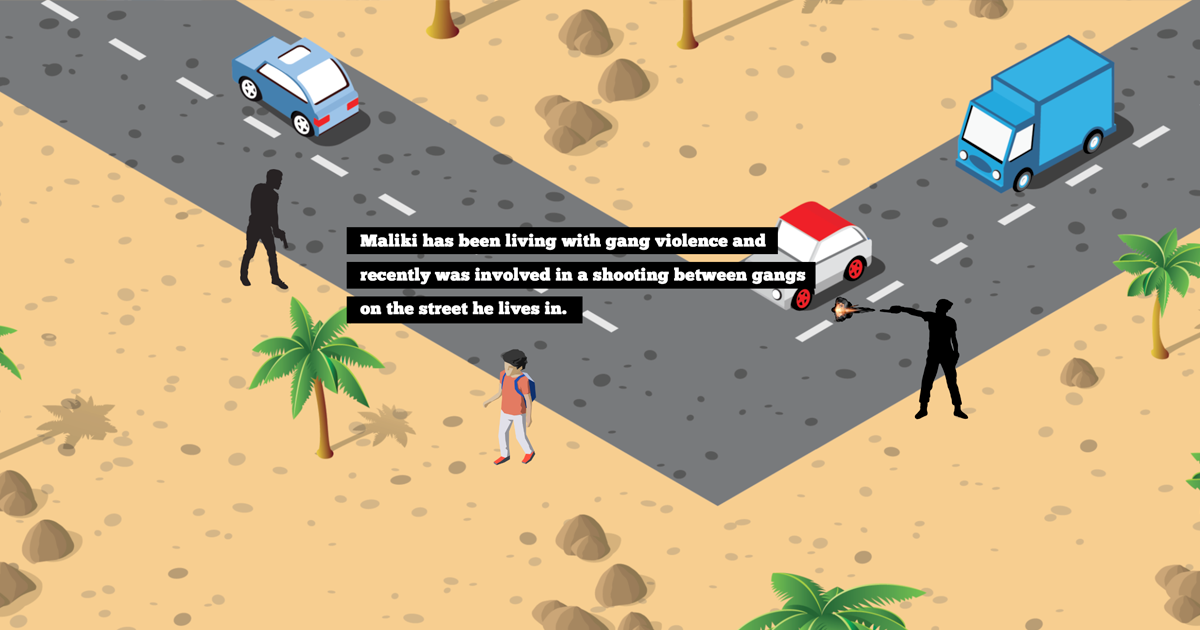 Maliki has been living with gang violence and
recently was involved in a shooting between gangs
on the street he lives in.